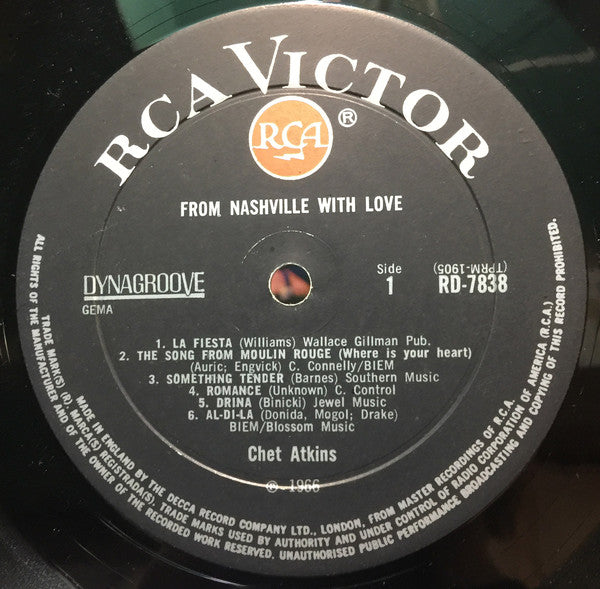 RCA VICTOR
RCA ®
FROM NASHVILLE WITH LOVE
DYNAGROOVE
GEMA
Side
1
(TPRM-1905)
RD-7838
1. LA FIESTA (Williams) Wallace Gillman Pub.
2. THE SONG FROM MOULIN ROUGE (Where is your heart)
(Auric; Engvick) C. Connelly/BIEM
3. SOMETHING TENDER (Barnes) Southern Music
4. ROMANCE (Unknown) C. Control
5. DRINA (Binicki) Jewel Music
6. AL-DI-LA (Donida, Mogol; Drake)
BIEM/Blossom Music
Chet Atkins
℗ - 1966
ALL RIGHTS OF THE MANUFACTURER AND OF THE OWNER OF THE RECORDED WORK RESERVED. UNAUTHORISED PUBLIC PERFORMANCE BROADCASTING AND COPYING OF THIS RECORD PROHIBITED.
TRADE MARK(S) (R) MARCA(S) REGISTRADA(S). TRADE MARKS USED BY AUTHORITY AND UNDER CONTROL OF RADIO CORPORATION OF AMERICA (R.C.A.)
MADE IN ENGLAND BY THE DECCA RECORD COMPANY LTD., LONDON, FROM MASTER RECORDINGS OF R.C.A.